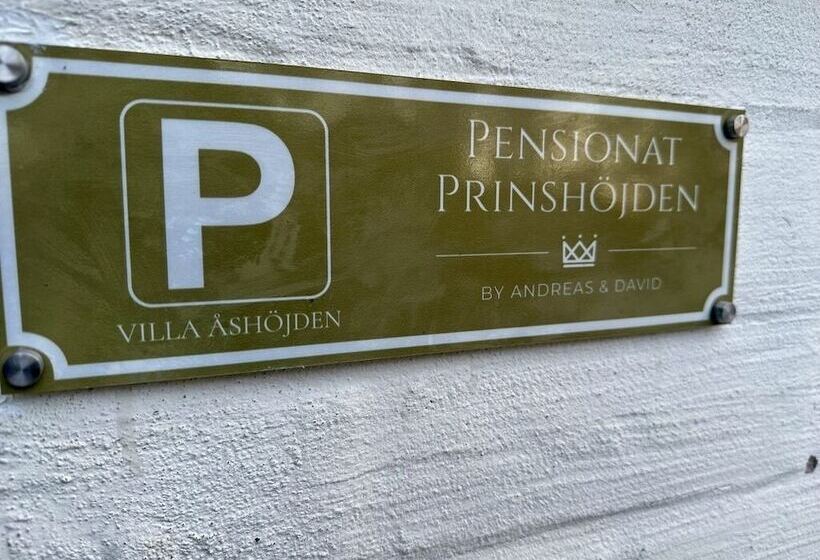 P
VILLA ÅSHÖJDEN
PENSIONAT
PRINSHÖJDEN
BY ANDREAS & DAVID